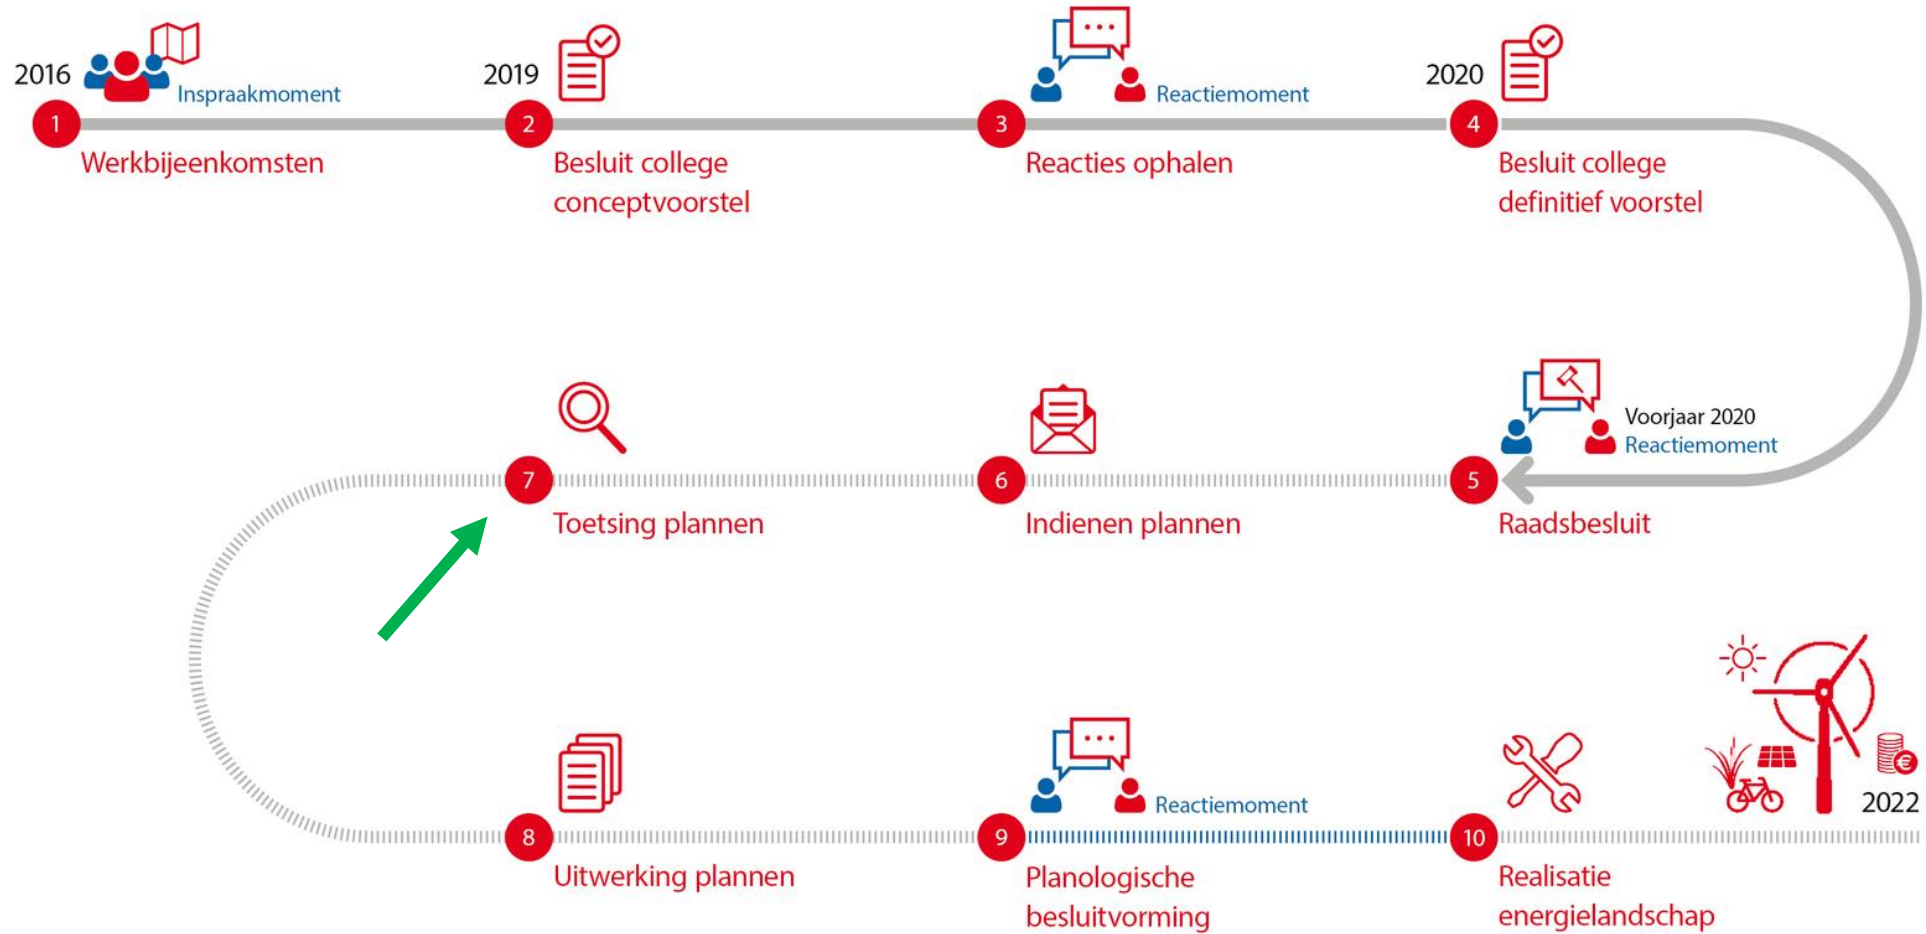 2016
Inspraakmoment
1
Werkbijeenkomsten
2019
2
Besluit college
conceptvoorstel
Reactiemoment
3
Reacties ophalen
2020
4
Besluit college
definitief voorstel
Voorjaar 2020
Reactiemoment
5
Raadsbesluit
6
Indienen plannen
7
Toetsing plannen
8
Uitwerking plannen
Reactiemoment
9
Planologische
besluitvorming
10
Realisatie
energielandschap
€
2022